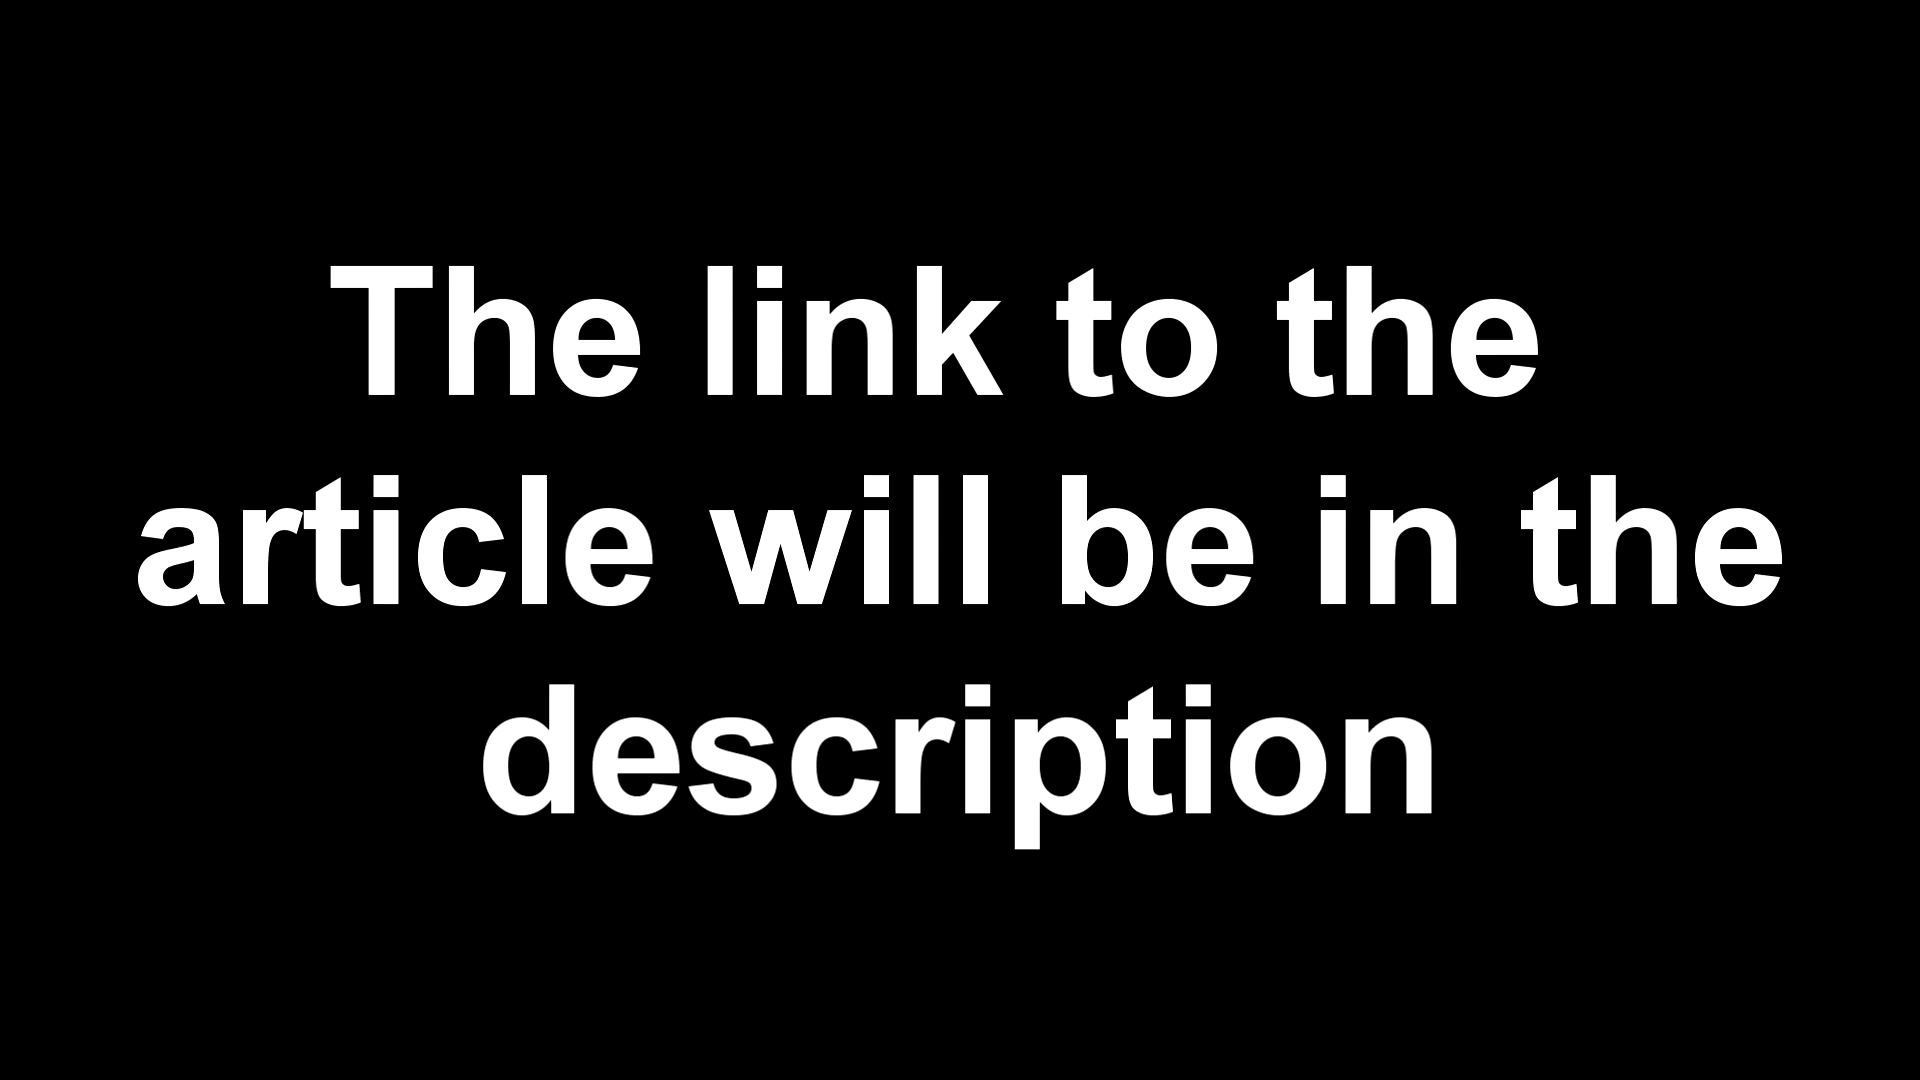 The link to the
article will be in the
description